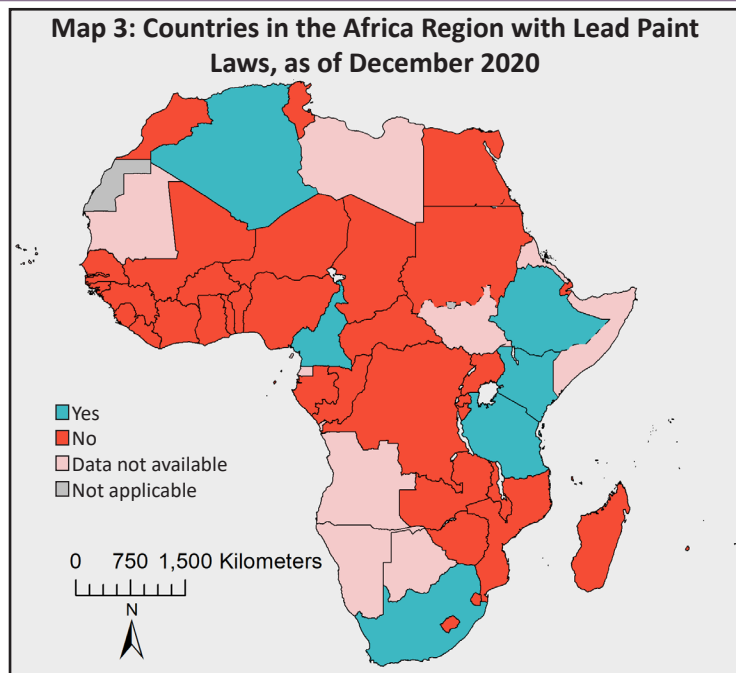 Map 3: Countries in the Africa Region with Lead Paint
Laws, as of December 2020
Yes
No
Data not available
Not applicable
0 750 1,500 Kilometers
N